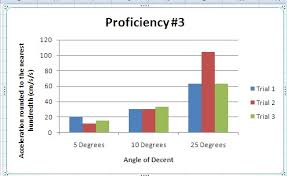 Proficiency#3
Acceleration rounded to the nearest
hundredth (cm/s/s)
120
100
80
60
40
20
0
5 Degrees 10 Degrees 25 Degrees
Angle of Decent
Trial 1
Trial 2
Trial 3